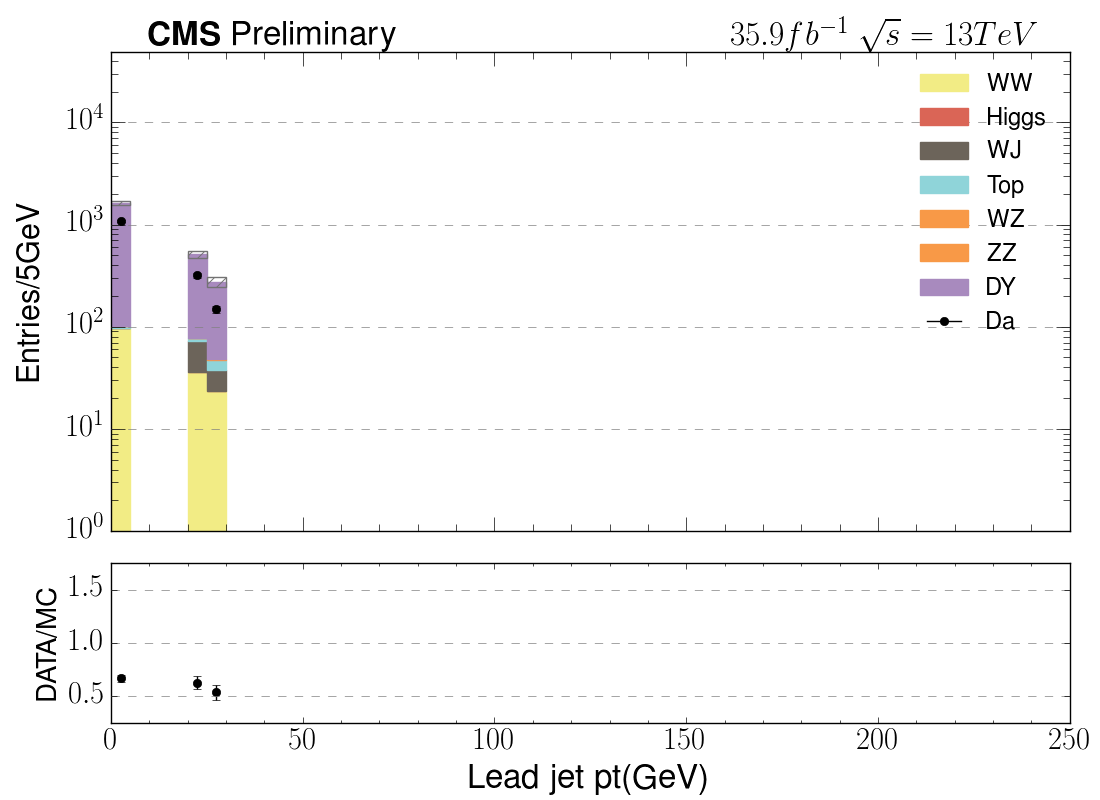 CMS Preliminary
35.9fb⁻¹ √s = 13TeV
WW
Higgs
WJ
Top
WZ
ZZ
DY
Da
Entries/5GeV
10⁴
10³
10²
10¹
10⁰
DATA/MC
1.5
1.0
0.5
0 50 100 150 200 250
Lead jet pt(GeV)